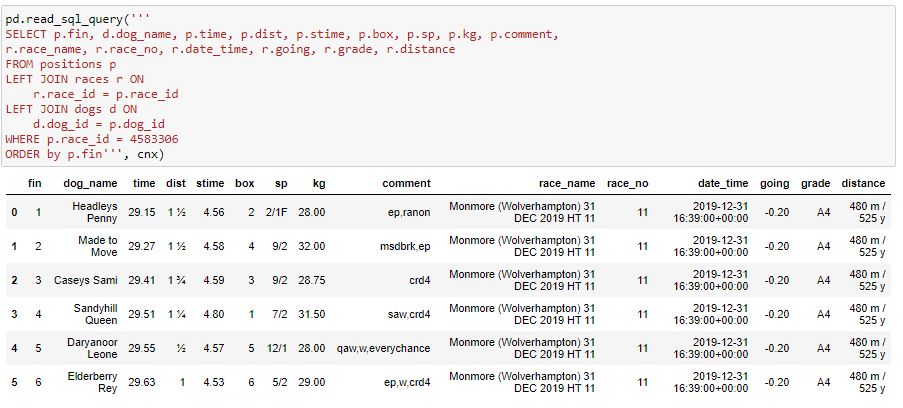 pd.read_sql_query('''
SELECT p.fin, d.dog_name, p.time, p.dist, p.stime, p.box, p.sp, p.kg, p.comment,
r.race_name, r.race_no, r.date_time, r.going, r.grade, r.distance
FROM positions p
LEFT JOIN races r ON
    r.race_id = p.race_id
LEFT JOIN dogs d ON
    d.dog_id = p.dog_id
WHERE p.race_id = 4583306
ORDER by p.fin''', cnx)
fin dog_name time dist stime box sp kg comment race_name race_no date_time going grade distance
0 1 Headleys Penny 29.15 1 ½ 4.56 2 2/1F 28.00 ep,ranon Monmore (Wolverhampton) 31 DEC 2019 HT 11 11 2019-12-31 16:39:00+00:00 -0.20 A4 480 m / 525 y
1 2 Made to Move 29.27 1 ½ 4.58 4 9/2 32.00 msdbrk,ep Monmore (Wolverhampton) 31 DEC 2019 HT 11 11 2019-12-31 16:39:00+00:00 -0.20 A4 480 m / 525 y
2 3 Caseys Sami 29.41 1 ¾ 4.59 3 9/2 28.75 crd4 Monmore (Wolverhampton) 31 DEC 2019 HT 11 11 2019-12-31 16:39:00+00:00 -0.20 A4 480 m / 525 y
3 4 Sandyhill Queen 29.51 1 ¼ 4.80 1 7/2 31.50 saw,crd4 Monmore (Wolverhampton) 31 DEC 2019 HT 11 11 2019-12-31 16:39:00+00:00 -0.20 A4 480 m / 525 y
4 5 Daryanoor Leone 29.55 ½ 4.57 5 12/1 28.00 qaw,w,everychance Monmore (Wolverhampton) 31 DEC 2019 HT 11 11 2019-12-31 16:39:00+00:00 -0.20 A4 480 m / 525 y
5 6 Elderberry Rey 29.63 1 4.53 6 5/2 29.00 ep,w,crd4 Monmore (Wolverhampton) 31 DEC 2019 HT 11 11 2019-12-31 16:39:00+00:00 -0.20 A4 480 m / 525 y